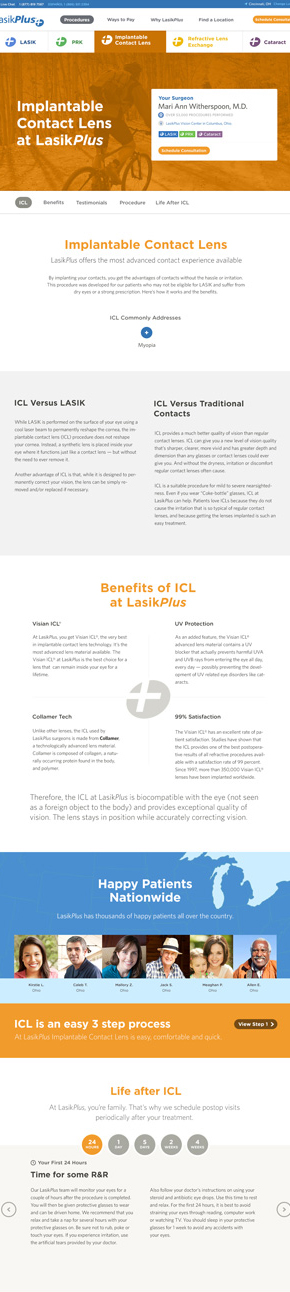 1-877-819-7107
Cincinnati, OH
LasikPlus
Procedures
Ways to Pay
Why LasikPlus
Find a Location
Schedule Consultation
LASIK
PRK
Implantable
Contact Lens
Refractive Lens
Exchange
Cataract
Implantable
Contact Lens
at LasikPlus
Your Surgeon
Mari Ann Witherspoon, M.D.
OVER 23,000 PROCEDURES PERFORMED
LasikPlus Vision Center in Columbus, Ohio
LASIK PRK Cataract
Schedule Consultation
ICL
Benefits
Testimonials
Procedure
Life After ICL
Implantable Contact Lens
LasikPlus offers the most advanced contact experience available
By implanting your contacts, you get the advantages of contacts without the hassle or irritation.
This procedure was developed for our patients who may not be eligible for LASIK and suffer from
dry eyes or a strong prescription. Here's how it works and the benefits.
ICL Commonly Addresses
Myopia
ICL Versus LASIK
While LASIK is performed on the surface of your eye using a
cool laser beam to permanently reshape the cornea, the im-
plantable contact lens (ICL) procedure does not reshape
your cornea. Instead, a synthetic lens is placed inside your
eye where it functions just like a contact lens — but without
the need to ever remove it.
Another advantage of ICL is that, while it is designed to per-
manently correct your vision, the lens can be simply re-
moved and/or replaced if necessary.
ICL Versus Traditional
Contacts
ICL provides a much better quality of vision than regular
contact lenses. ICL can give you a new level of vision quality
that's sharper, clearer, more vivid and has greater depth and
dimension than any glasses or contact lenses could ever
give you. And without the dryness, irritation or discomfort
regular contact lenses often cause.
ICL is a suitable procedure for mild to severe nearsighted-
ness. Even if you wear "Coke-bottle" glasses, ICL at
LasikPlus can help. Patients love ICLs because they do not
cause the irritation that is so typical of regular contact
lenses, and because getting the lenses implanted is such an
easy treatment.
Benefits of ICL
at LasikPlus
Visian ICL®
At LasikPlus, you get Visian ICL®, the very best
in implantable contact lens technology. It's the
most advanced lens material available. The
Visian ICL® at LasikPlus is the best choice for a
lens that can remain inside your eye for a
lifetime.
UV Protection
As an added feature, the Visian ICL®
advanced lens material contains a UV
blocker that actually prevents harmful UVA
and UVB rays from entering the eye all day,
every day — possibly preventing the devel-
opment of UV related eye disorders like cat-
aracts.
Collamer Tech
Unlike other lenses, the ICL used by
LasikPlus surgeons is made from Collamer,
a technologically advanced lens material.
Collamer is composed of collagen, a natu-
rally occurring protein found in the body,
and polymer.
99% Satisfaction
The Visian ICL® has an excellent rate of pa-
tient satisfaction. Studies have shown that
the ICL provides one of the best postopera-
tive results of all refractive procedures avail-
able with a satisfaction rate of 99 percent.
Since 1997, more than 350,000 Visian ICL®
lenses have been implanted worldwide.
Therefore, the ICL at LasikPlus is biocompatible with the eye (not seen
as a foreign object to the body) and provides exceptional quality of
vision. The lens stays in position while accurately correcting vision.
Happy Patients
Nationwide
LasikPlus has thousands of happy patients all over the country.
Kirstie L.
Ohio
Caleb T.
Ohio
Mallory Z.
Ohio
Jack S.
Ohio
Meaghan P.
Ohio
Allen E.
Ohio
ICL is an easy 3 step process
At LasikPlus Implantable Contact Lens is easy, comfortable and quick.
View Step 1
Life after ICL
At LasikPlus, you're family. That's why we schedule postop visits
periodically after your treatment.
24
HOURS
1
DAY
5
DAYS
2
WEEKS
4
WEEKS
Your First 24 Hours
Time for some R&R
Our LasikPlus team will monitor your eyes for a
couple of hours after the procedure is completed.
You will then be given protective glasses to wear
and can be driven home. We recommend that you
relax and take a nap for several hours with your
protective glasses on. Be sure not to rub, poke or
touch your eyes. If you experience irritation, use
the artificial tears provided by your doctor.
Also follow your doctor's instructions on using your
steroid and antibiotic eye drops. Use this time to rest
and relax. For the first 24 hours, it is best to avoid
straining your eyes through reading, computer work
or watching TV. You should sleep in your protective
glasses for 1 week to avoid any accidents with
your eyes.